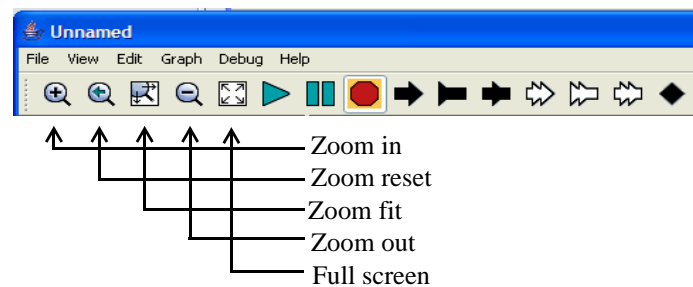 Unnamed
File View Edit Graph Debug Help
Zoom in
Zoom reset
Zoom fit
Zoom out
Full screen